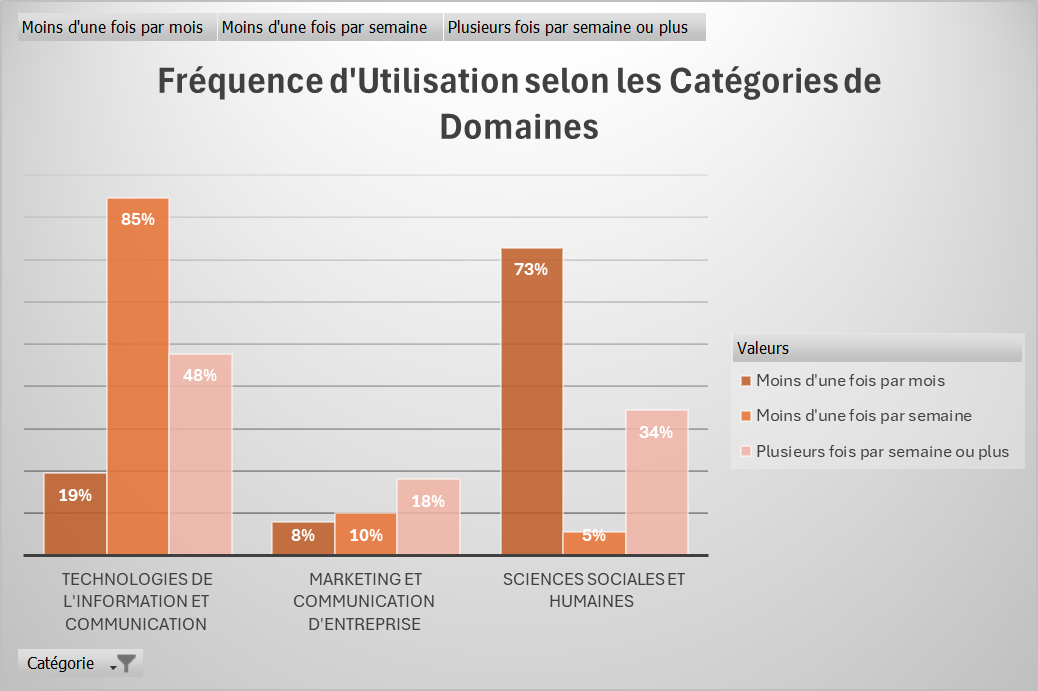 Moins d'une fois par mois Moins d'une fois par semaine Plusieurs fois par semaine ou plus
Fréquence d'Utilisation selon les Catégories de
Domaines
85%
73%
48%
34%
19%
18%
8%
10%
5%
TECHNOLOGIES DE
L'INFORMATION ET
COMMUNICATION
MARKETING ET
COMMUNICATION
D'ENTREPRISE
SCIENCES SOCIALES ET
HUMAINES
Valeurs
Moins d'une fois par mois
Moins d'une fois par semaine
Plusieurs fois par semaine ou plus
Catégorie